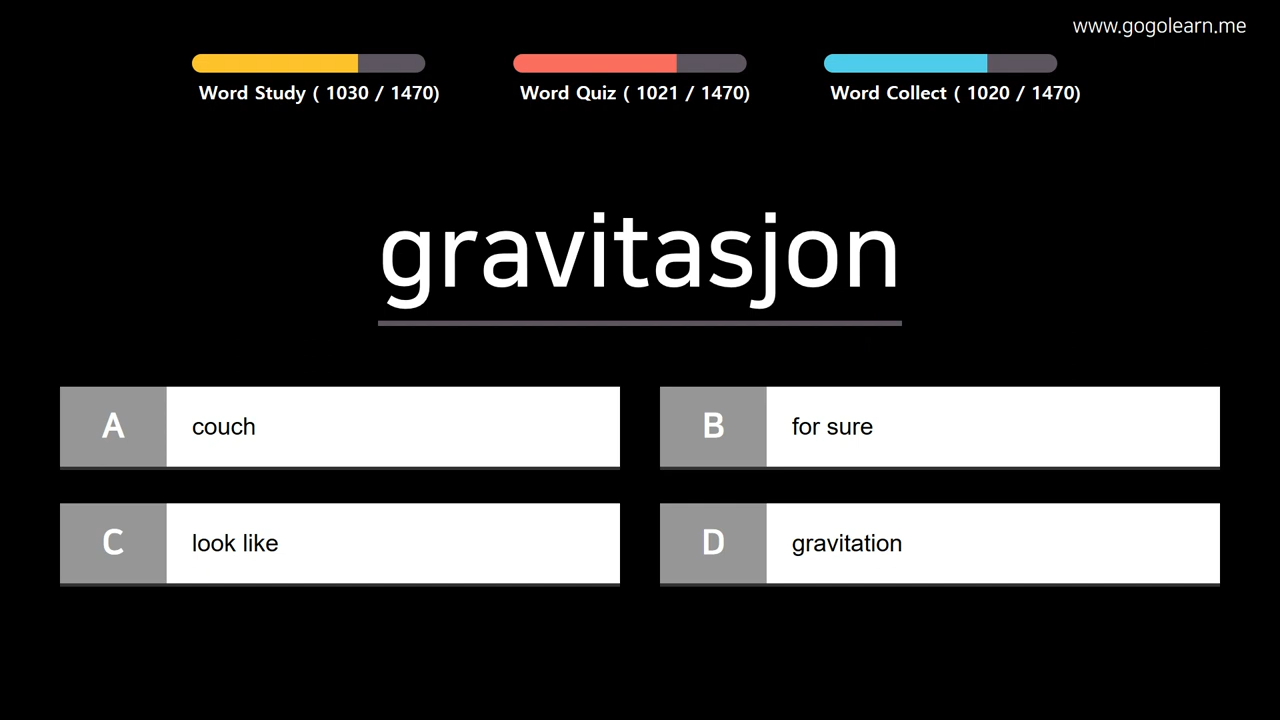 www.gogolearn.me
Word Study ( 1030 / 1470)
Word Quiz ( 1021 / 1470)
Word Collect ( 1020 / 1470)
gravitasjon
A couch
B for sure
C look like
D gravitation